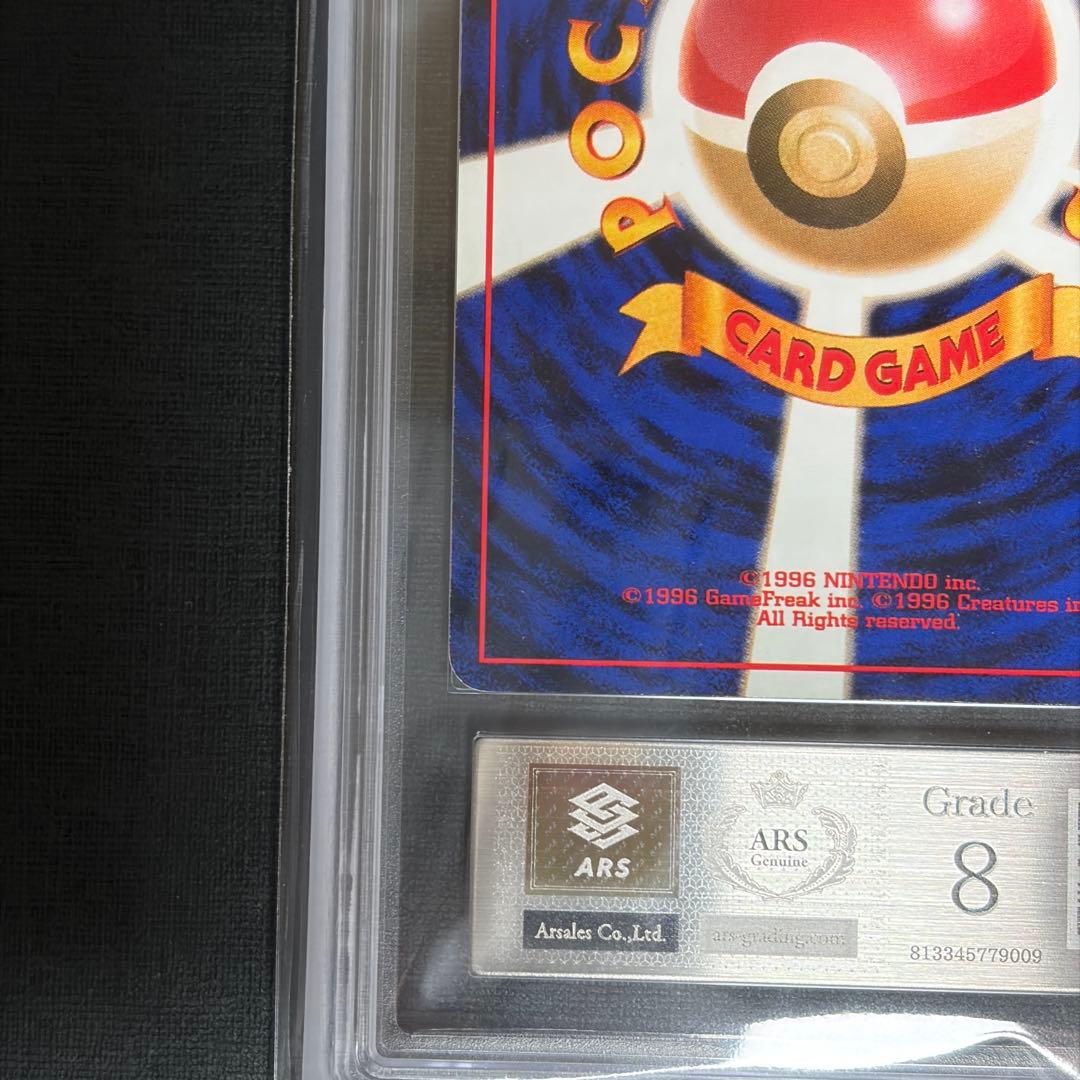 POC
CARD GAME
©1996 NINTENDO inc.
©1996 GameFreak inc. ©1996 Creatures in
All Rights reserved.
ARS
Arsales Co.,Ltd.
ARS
Genuine
ars-grading.com
Grade
8
813345779009